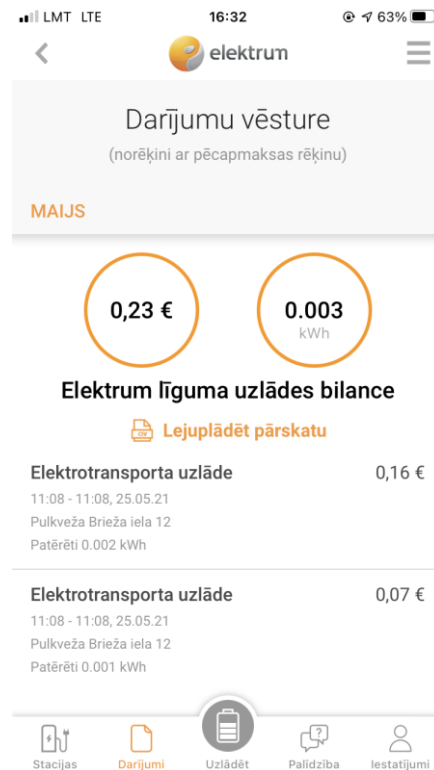 LMT LTE 16:32 63%
elektrum
Darījumu vēsture
(norēķini ar pēcapmaksas rēķinu)
MAIJS
0,23 € 0.003
kWh
Elektrum līguma uzlādes bilance
CSV Lejuplādēt pārskatu
Elektrotransporta uzlāde 0,16 €
11:08 - 11:08, 25.05.21
Pulkveža Brieža iela 12
Patērēti 0.002 kWh
Elektrotransporta uzlāde 0,07 €
11:08 - 11:08, 25.05.21
Pulkveža Brieža iela 12
Patērēti 0.001 kWh
Stacijas Darījumi Uzlādēt Palīdzība Iestatījumi